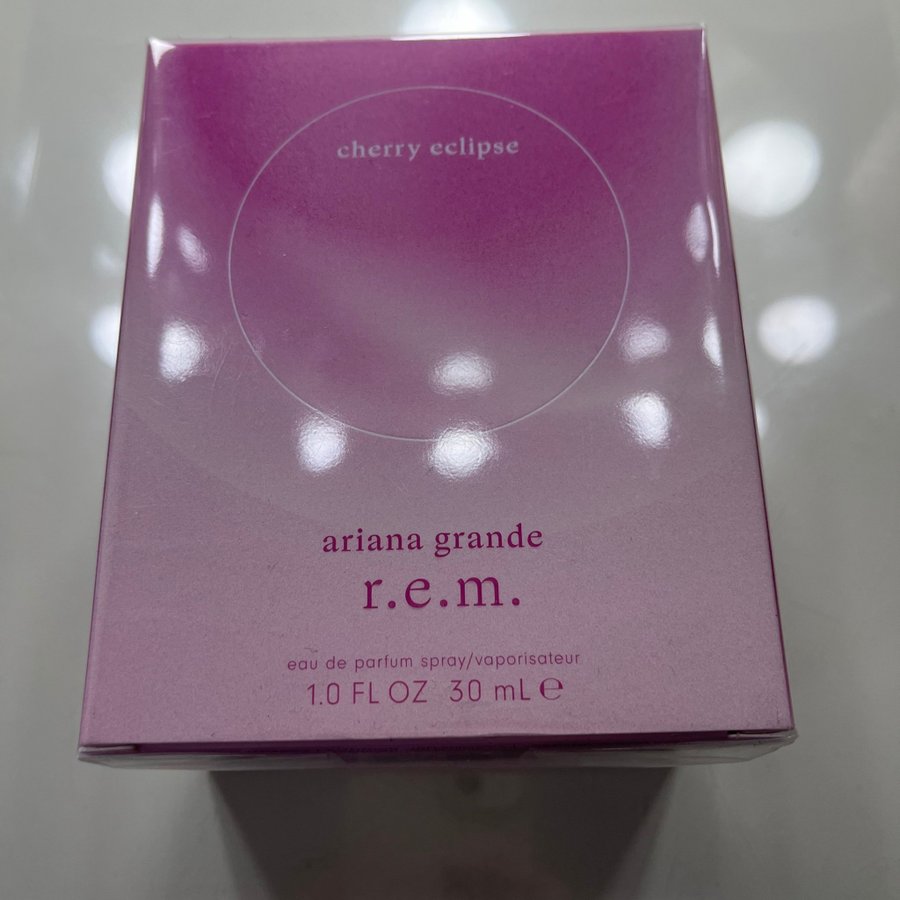 cherry eclipse
ariana grande
r.e.m.
eau de parfum spray/vaporisateur
1.0 FL OZ 30 mL ℮